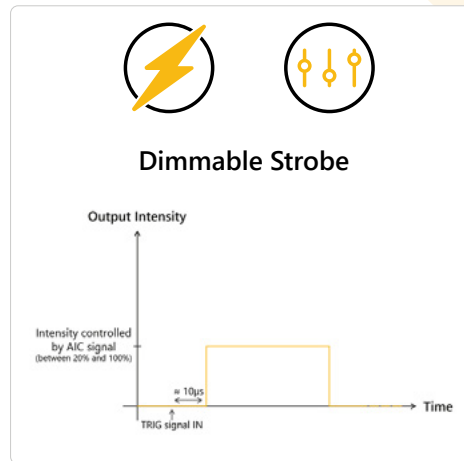 Dimmable Strobe
Output Intensity
Intensity controlled
by AIC signal
(between 20% and 100%)
≈ 10µs
Time
TRIG signal IN